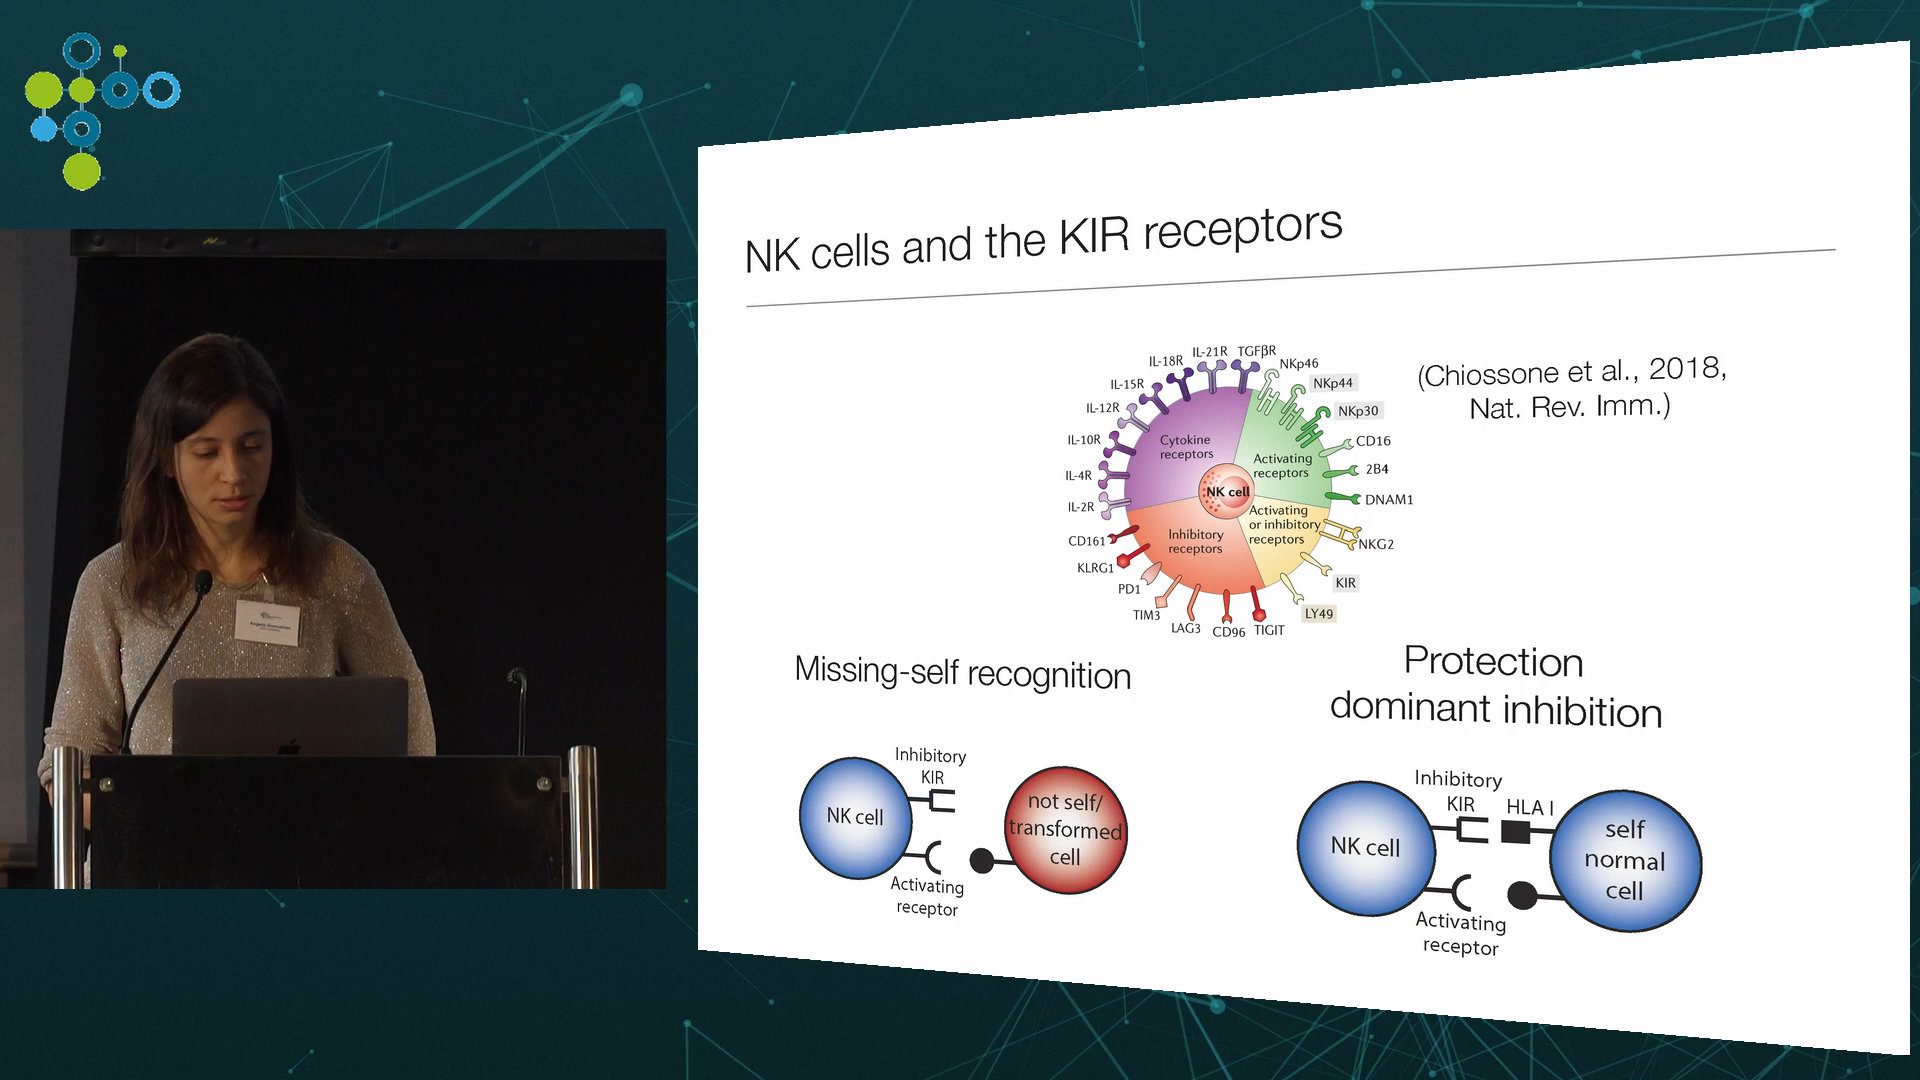 NK cells and the KIR receptors
(Chiossone et al., 2018,
Nat. Rev. Imm.)
IL-21R
TGFβR
IL-18R
NKp46
IL-15R
NKp44
IL-12R
NKp30
IL-10R
CD16
IL-4R
2B4
IL-2R
DNAM1
CD161
NKG2
KLRG1
KIR
PD1
LY49
TIM3
LAG3
CD96
TIGIT
Cytokine
receptors
Activating
receptors
NK cell
Activating
or inhibitory
receptors
Inhibitory
receptors
Missing-self recognition
Inhibitory
KIR
NK cell
not self/
transformed
cell
Activating
receptor
Protection
dominant inhibition
Inhibitory
KIR
HLA I
NK cell
self
normal
cell
Activating
receptor